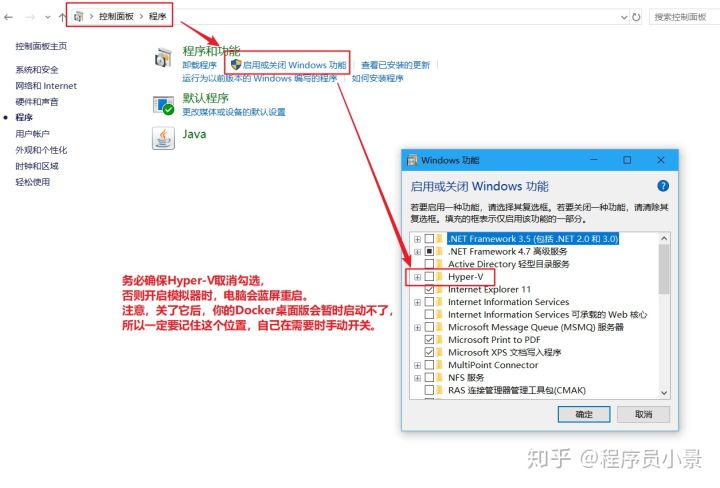 控制面板 > 程序
搜索控制面板
控制面板主页
系统和安全
网络和 Internet
硬件和声音
程序
用户帐户
外观和个性化
时钟和区域
轻松使用
程序和功能
卸载程序
启用或关闭 Windows 功能
查看已安装的更新
运行为以前版本的 Windows 编写的程序
如何安装程序
默认程序
更改媒体或设备的默认设置
Java
务必确保Hyper-V取消勾选，
否则开启模拟器时，电脑会蓝屏重启。
注意，关了它后，你的Docker桌面版会暂时启动不了，
所以一定要记住这个位置，自己在需要时手动开关。
Windows 功能
启用或关闭 Windows 功能
若要启用一种功能，请选择其复选框。若要关闭一种功能，请清除其
复选框。填充的框表示仅启用该功能的一部分。
.NET Framework 3.5 (包括 .NET 2.0 和 3.0)
.NET Framework 4.7 高级服务
Active Directory 轻型目录服务
Hyper-V
Internet Explorer 11
Internet Information Services
Internet Information Services 可承载的 Web 核心
Microsoft Message Queue (MSMQ) 服务器
Microsoft Print to PDF
Microsoft XPS 文档写入程序
MultiPoint Connector
NFS 服务
RAS 连接管理器管理工具包(CMAK)
确定
取消
知乎 @程序员小景